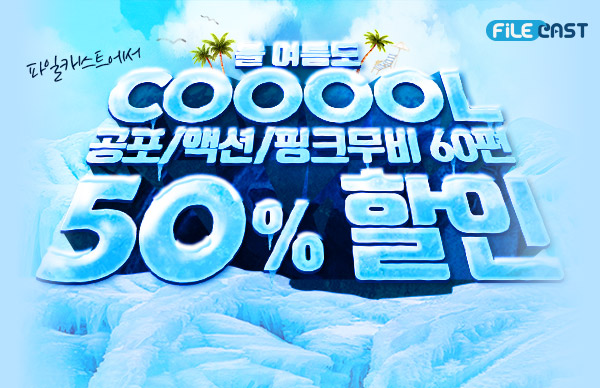 FiLECAST
파일캐스트에서
올 여름도
COOOOL
공포/액션/핑크무비 60편
50% 할인